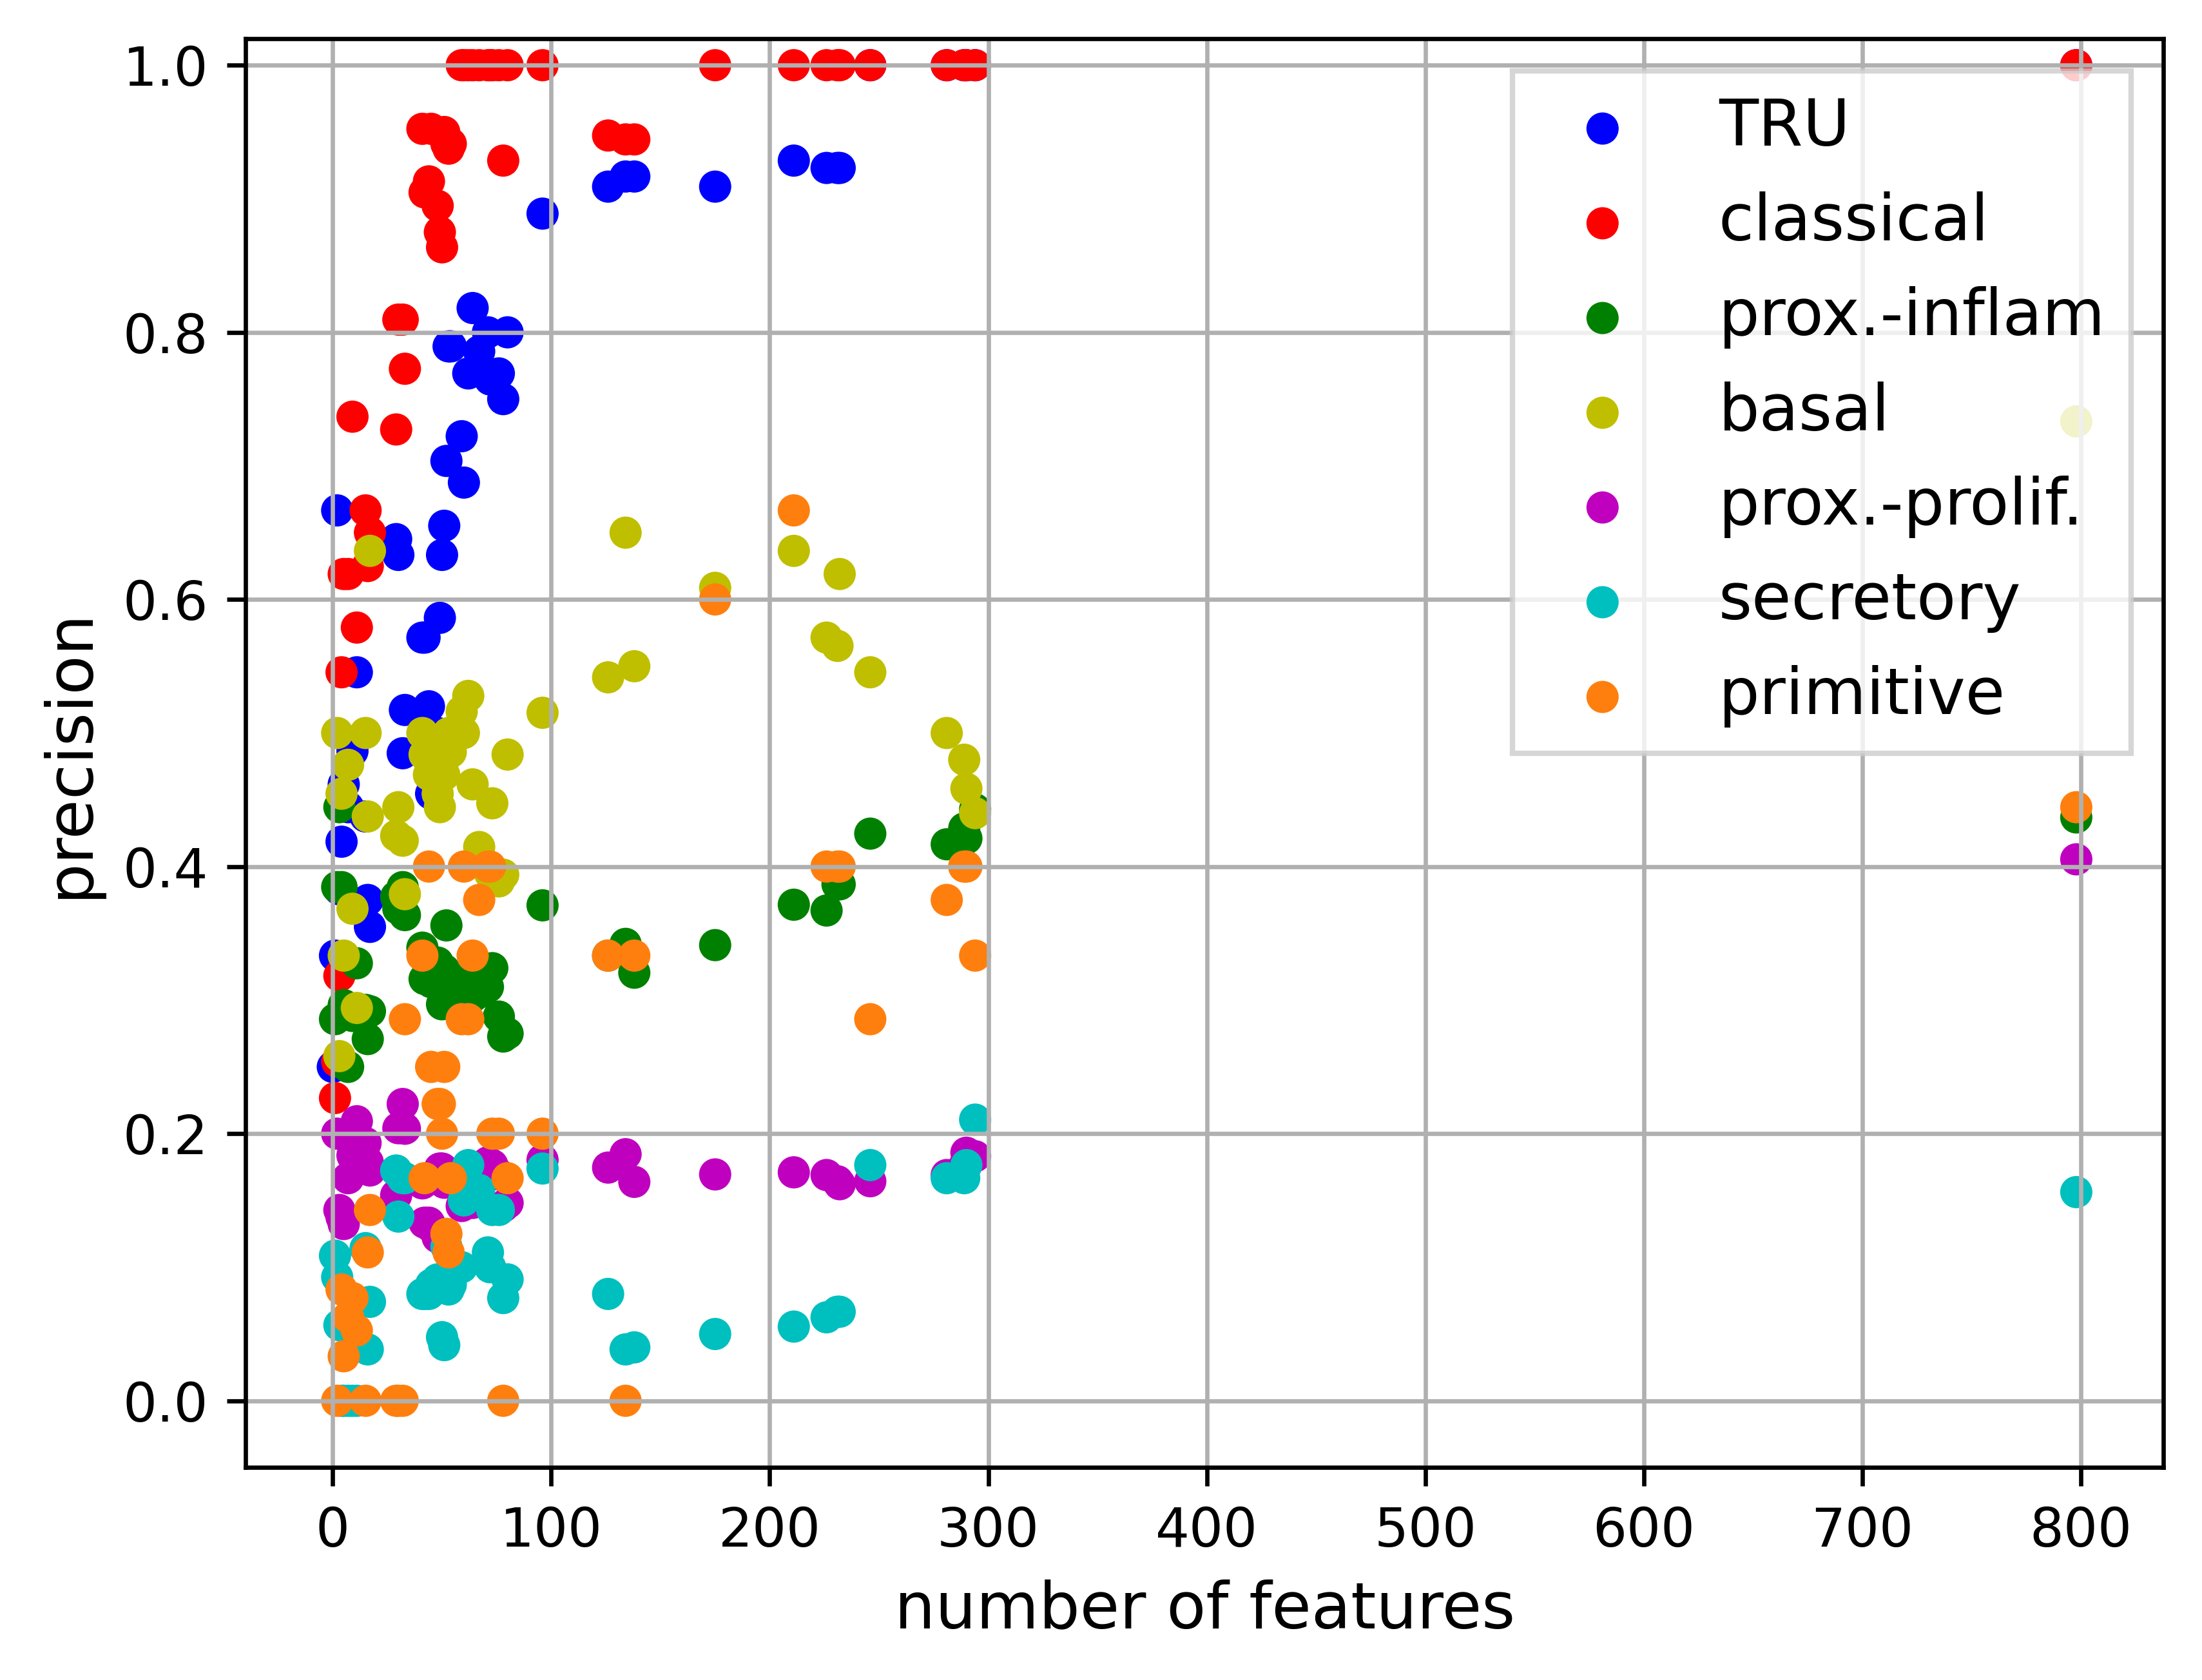 1.0
0.8
0.6
0.4
0.2
0.0
precision
0 100 200 300 400 500 600 700 800
number of features
TRU
classical
prox.-inflam
basal
prox.-prolif.
secretory
primitive